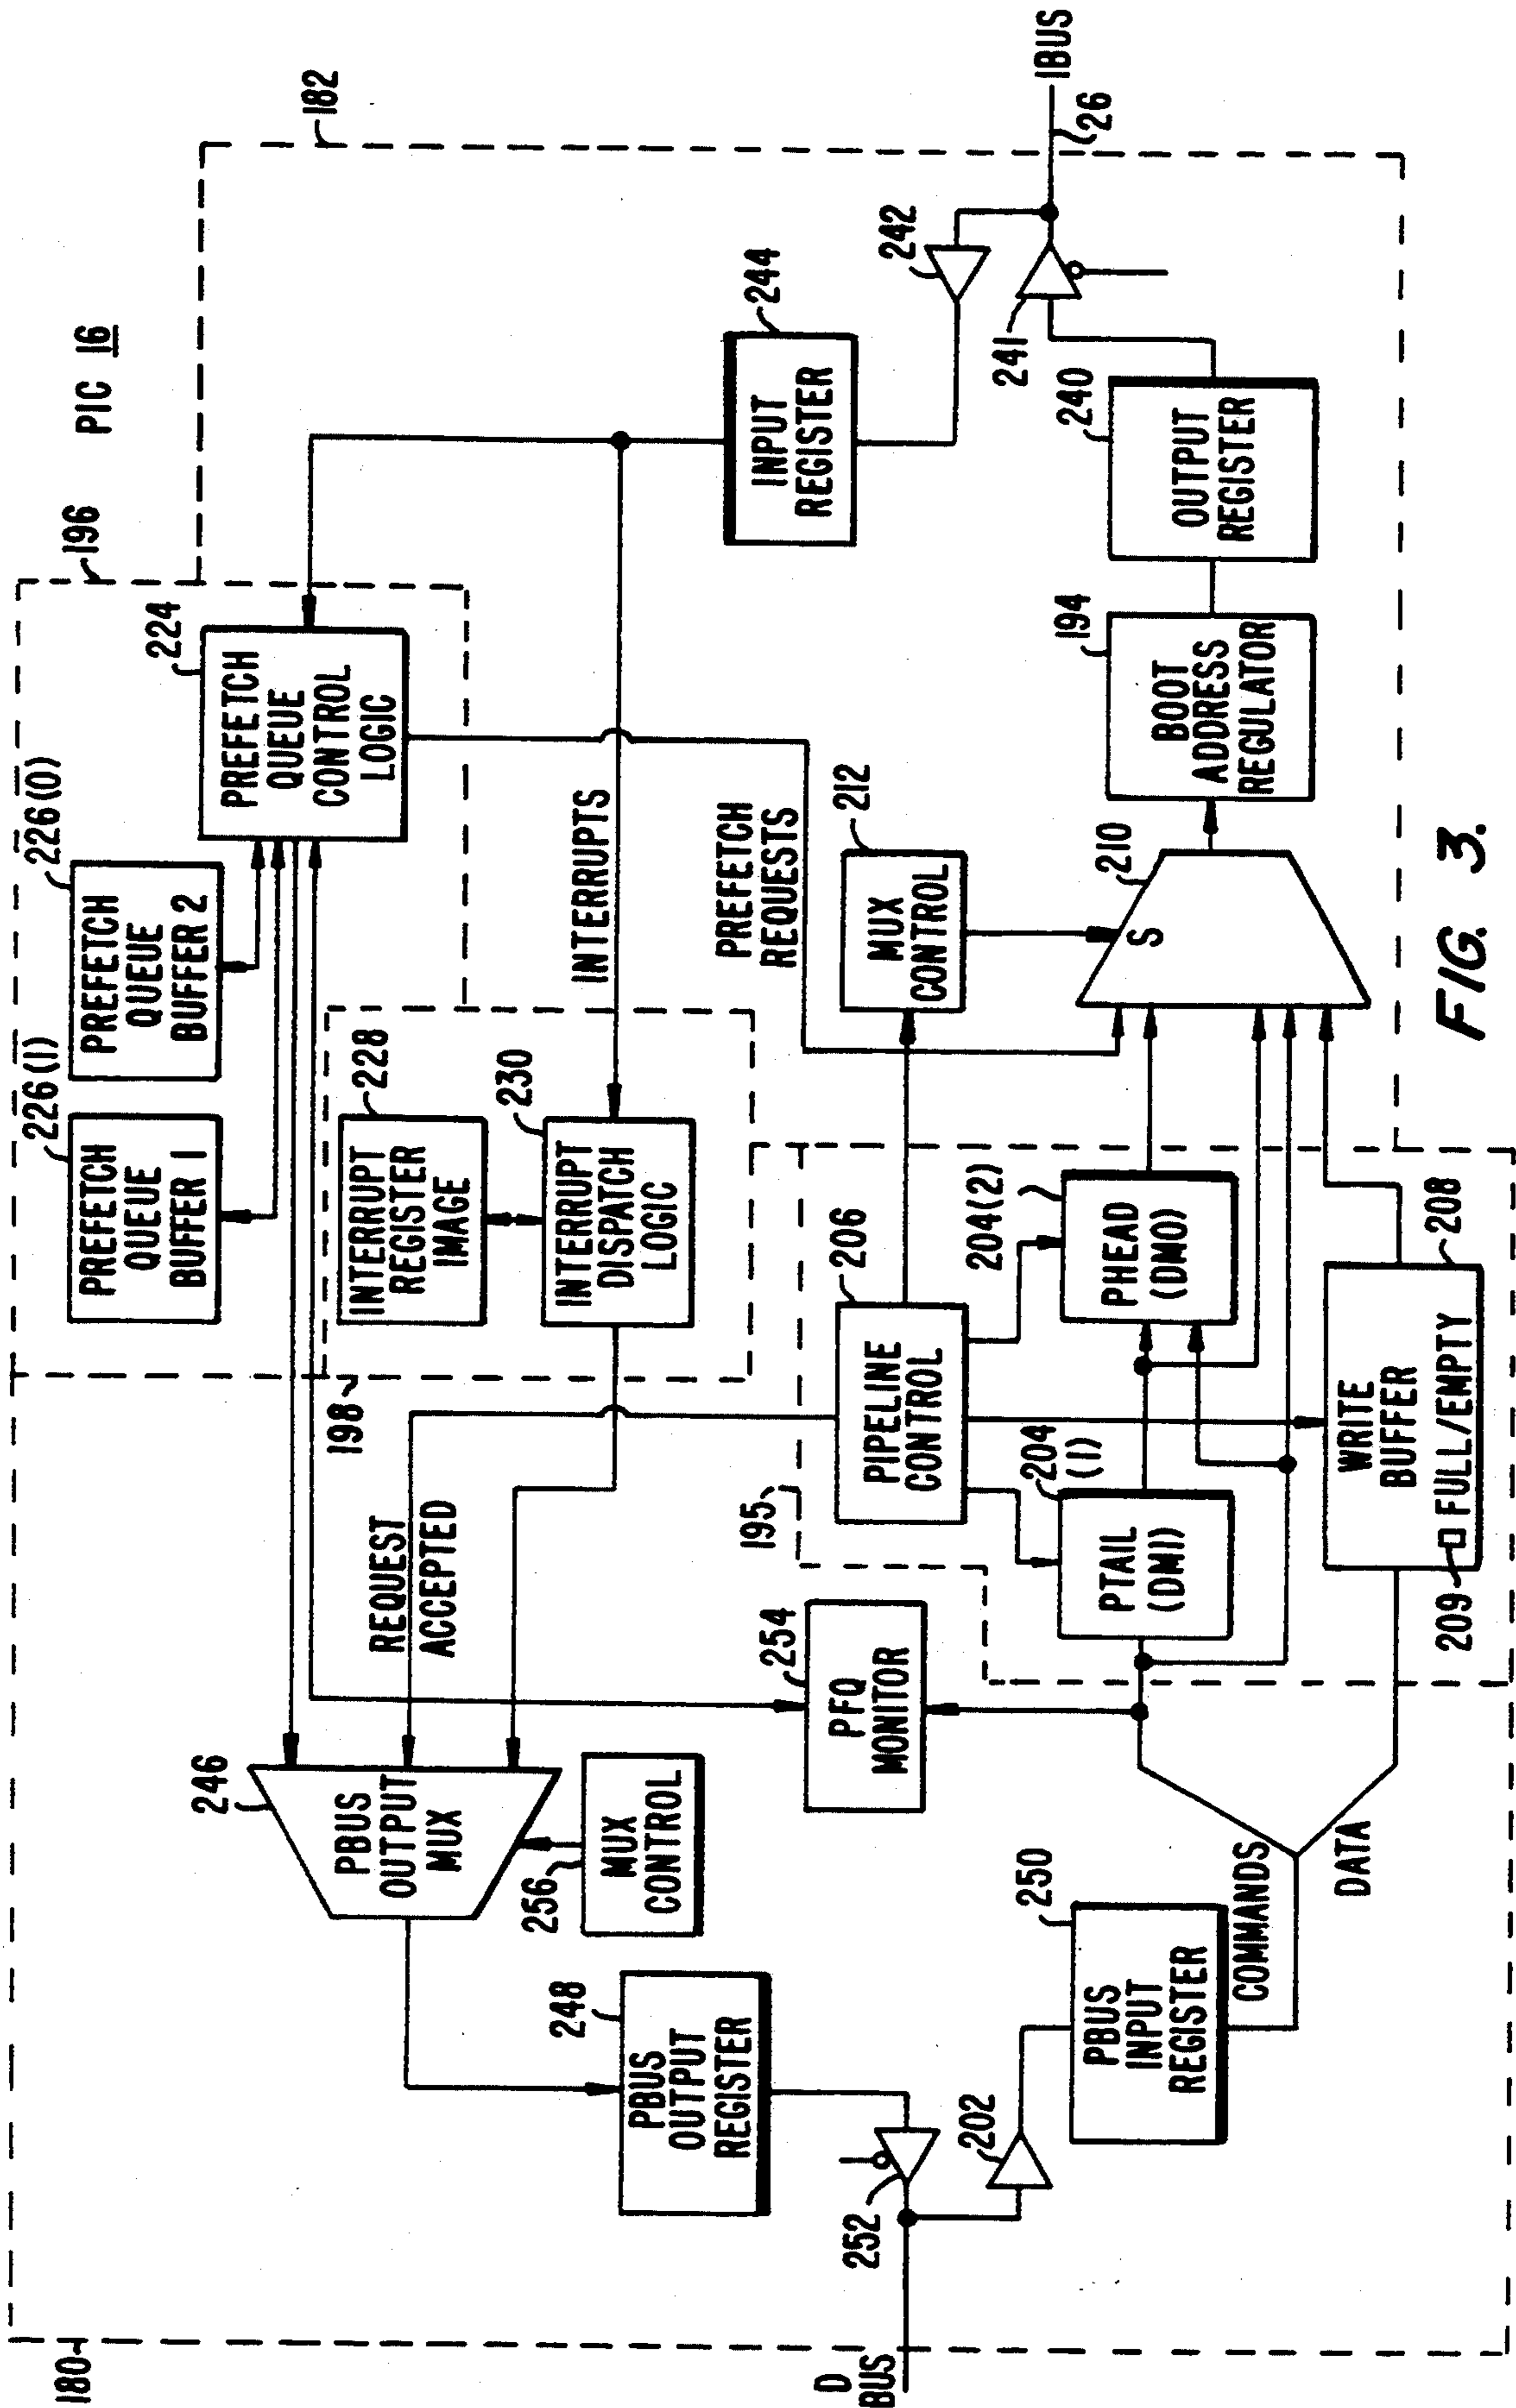 PIC 16
180
196
182
226(1)
226(0)
224
PREFETCH
QUEUE
BUFFER 1
PREFETCH
QUEUE
BUFFER 2
PREFETCH
QUEUE
CONTROL
LOGIC
246
PBUS
OUTPUT
MUX
256
MUX
CONTROL
REQUEST
ACCEPTED
198
228
INTERRUPT
REGISTER
IMAGE
230
INTERRUPT
DISPATCH
LOGIC
INTERRUPTS
244
INPUT
REGISTER
242
248
PBUS
OUTPUT
REGISTER
254
PFQ
MONITOR
195
206
PIPELINE
CONTROL
PREFETCH
REQUESTS
212
MUX
CONTROL
D
BUS
252
202
250
PBUS
INPUT
REGISTER
COMMANDS
DATA
204
(1)
PTAIL
(DM1)
204(2)
PHEAD
(DM0)
209
WRITE
BUFFER
FULL/EMPTY
208
210
S
194
BOOT
ADDRESS
REGULATOR
240
OUTPUT
REGISTER
241
26
IBUS
FIG. 3.